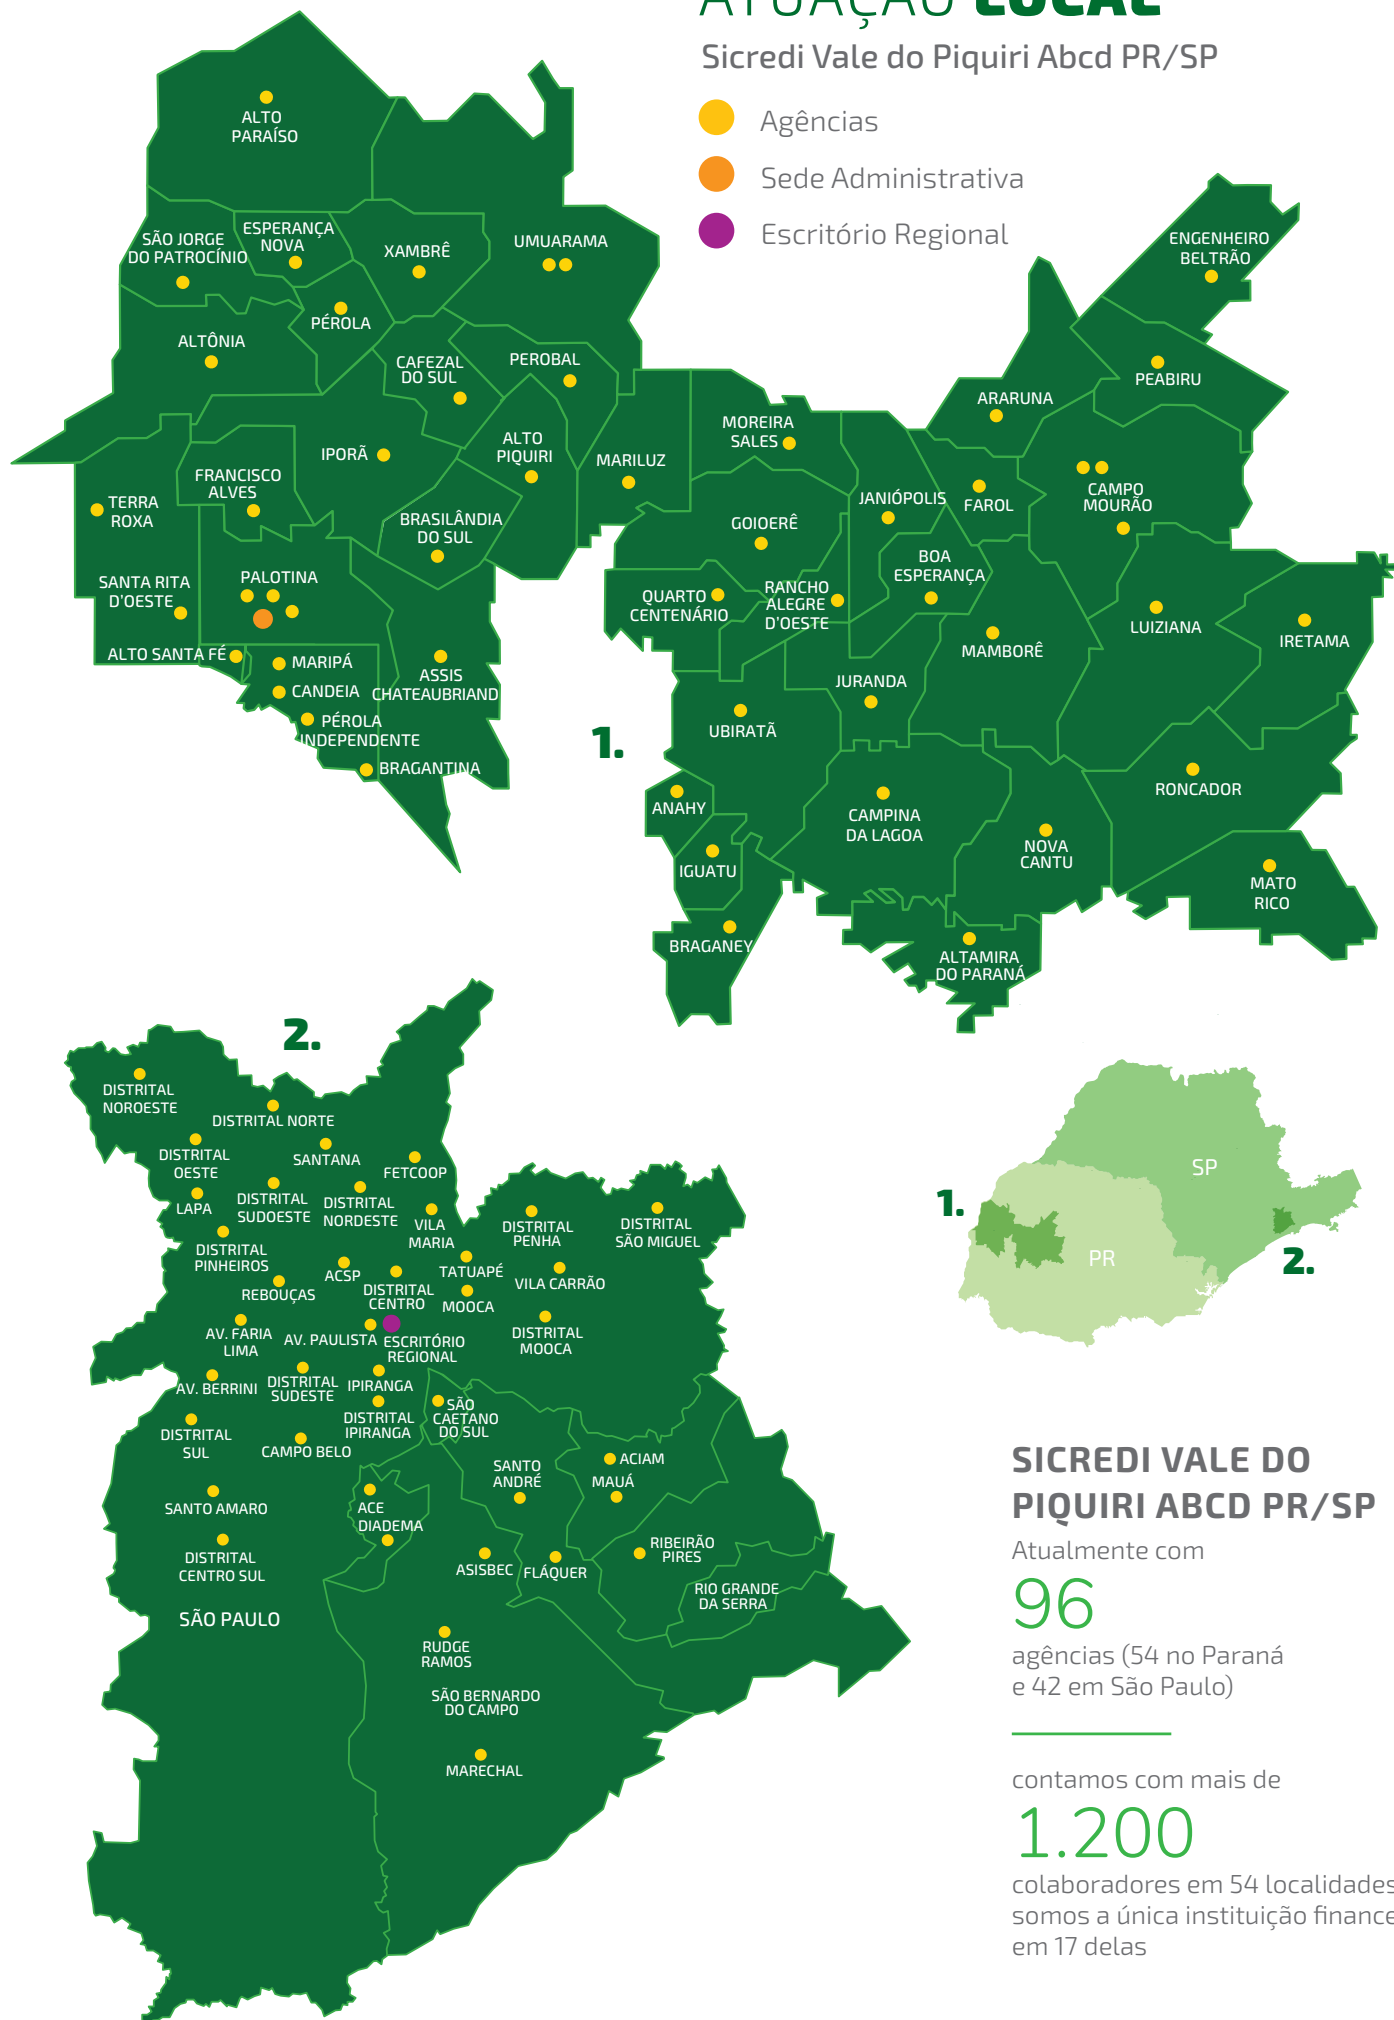 ATUAÇÃO LOCAL
Sicredi Vale do Piquiri Abcd PR/SP
Agências
Sede Administrativa
Escritório Regional
ALTO
PARAÍSO
SÃO JORGE
DO PATROCÍNIO
ESPERANÇA
NOVA
XAMBRÊ
UMUARAMA
PÉROLA
ALTÔNIA
CAFEZAL
DO SUL
PEROBAL
IPORÃ
ALTO
PIQUIRI
MARILUZ
FRANCISCO
ALVES
TERRA
ROXA
BRASILÂNDIA
DO SUL
SANTA RITA
D'OESTE
PALOTINA
ALTO SANTA FÉ
MARIPÁ
CANDEIA
PÉROLA
INDEPENDENTE
BRAGANTINA
ASSIS
CHATEAUBRIAND
ENGENHEIRO
BELTRÃO
PEABIRU
ARARUNA
MOREIRA
SALES
CAMPO
MOURÃO
FAROL
JANIÓPOLIS
GOIOERÊ
BOA
ESPERANÇA
QUARTO
CENTENÁRIO
RANCHO
ALEGRE
D'OESTE
LUIZIANA
IRETAMA
MAMBORÊ
JURANDA
UBIRATÃ
1.
ANAHY
IGUATU
BRAGANEY
CAMPINA
DA LAGOA
NOVA
CANTU
RONCADOR
MATO
RICO
ALTAMIRA
DO PARANÁ
2.
DISTRITAL
NOROESTE
DISTRITAL NORTE
DISTRITAL
OESTE
SANTANA
FETCOOP
LAPA
DISTRITAL
SUDOESTE
DISTRITAL
NORDESTE
VILA
MARIA
DISTRITAL
PENHA
DISTRITAL
SÃO MIGUEL
DISTRITAL
PINHEIROS
REBOUÇAS
ACSP
DISTRITAL
CENTRO
TATUAPÉ
MOOCA
VILA CARRÃO
DISTRITAL
MOOCA
AV. FARIA
LIMA
AV. PAULISTA
ESCRITÓRIO
REGIONAL
AV. BERRINI
DISTRITAL
SUDESTE
IPIRANGA
DISTRITAL
IPIRANGA
SÃO
CAETANO
DO SUL
DISTRITAL
SUL
CAMPO BELO
SANTO
ANDRÉ
ACIAM
MAUÁ
SANTO AMARO
ACE
DIADEMA
DISTRITAL
CENTRO SUL
ASISBEC
FLÁQUER
RIBEIRÃO
PIRES
RIO GRANDE
DA SERRA
SÃO PAULO
RUDGE
RAMOS
SÃO BERNARDO
DO CAMPO
MARECHAL
SP
1.
PR
2.
SICREDI VALE DO
PIQUIRI ABCD PR/SP
Atualmente com
96
agências (54 no Paraná
e 42 em São Paulo)
contamos com mais de
1.200
colaboradores em 54 localidades
somos a única instituição finance
em 17 delas